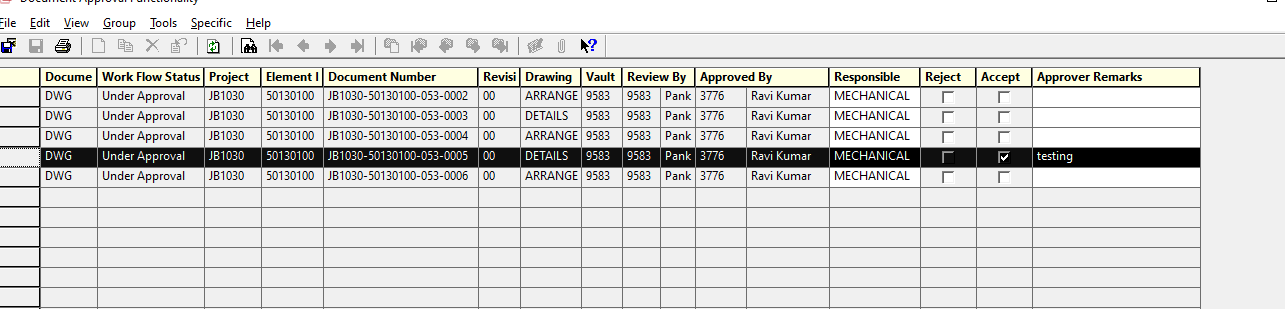 Document Approval Functionality
File Edit View Group Tools Specific Help
Docume Work Flow Status Project Element I Document Number Revisi Drawing Vault Review By Approved By Responsible Reject Accept Approver Remarks
DWG Under Approval JB1030 50130100 JB1030-50130100-053-0002 00 ARRANGE 9583 9583 Pank 3776 Ravi Kumar MECHANICAL
DWG Under Approval JB1030 50130100 JB1030-50130100-053-0003 00 DETAILS 9583 9583 Pank 3776 Ravi Kumar MECHANICAL
DWG Under Approval JB1030 50130100 JB1030-50130100-053-0004 00 ARRANGE 9583 9583 Pank 3776 Ravi Kumar MECHANICAL
DWG Under Approval JB1030 50130100 JB1030-50130100-053-0005 00 DETAILS 9583 9583 Pank 3776 Ravi Kumar MECHANICAL testing
DWG Under Approval JB1030 50130100 JB1030-50130100-053-0006 00 ARRANGE 9583 9583 Pank 3776 Ravi Kumar MECHANICAL